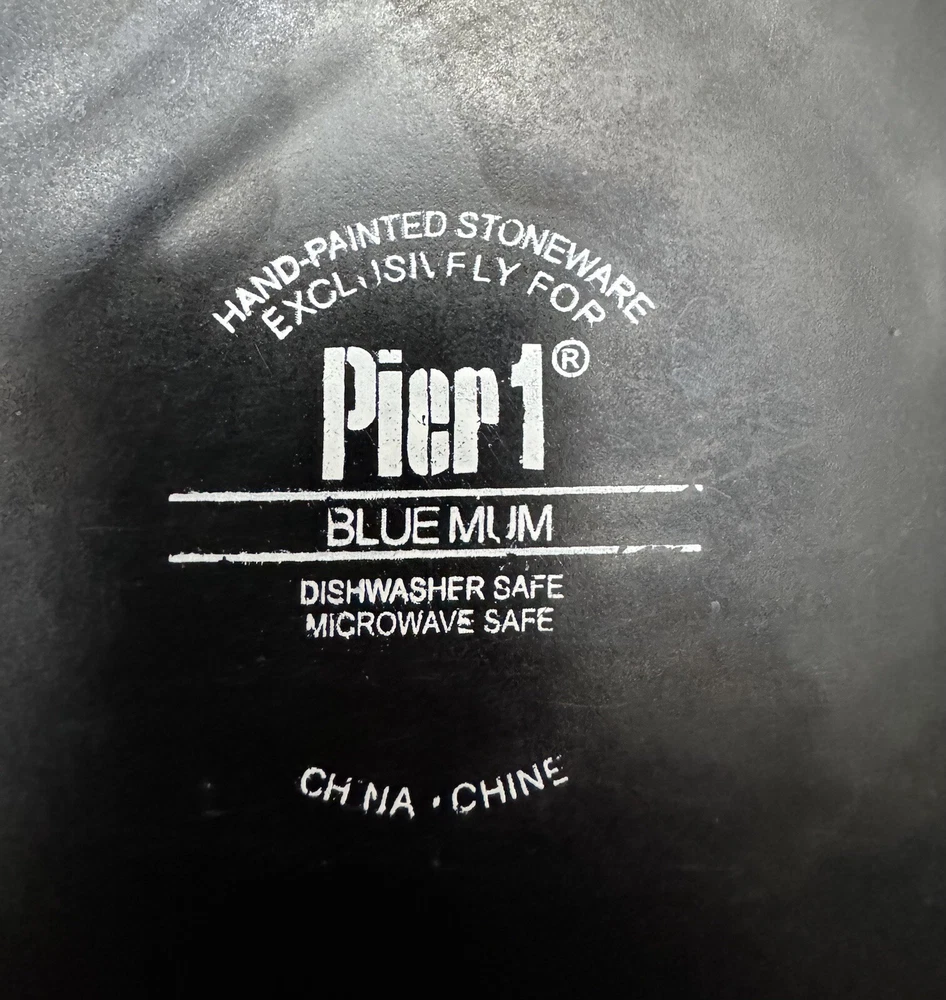 HAND-PAINTED STONEWARE
EXCLUSIVELY FOR
Pier 1®
BLUE MUM
DISHWASHER SAFE
MICROWAVE SAFE
CHINA · CHINE